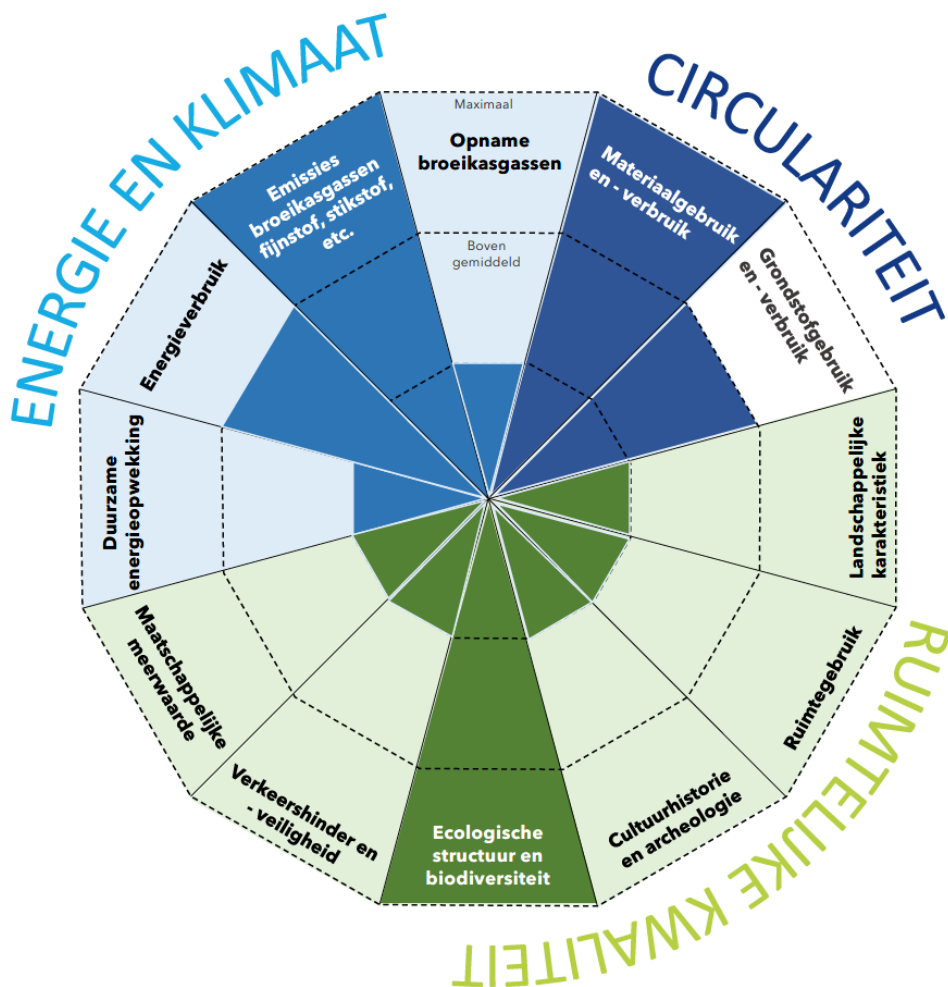 ENERGIE EN KLIMAAT
CIRCULARITEIT
RUIMTELIJKE KWALITEIT
Maximaal
Opname
broeikasgassen
Boven
gemiddeld
Materiaalgebruik
en - verbruik
Grondstofgebruik
en - verbruik
Landschappelijke
karakteristiek
Ruimtegebruik
Cultuurhistorie
en archeologie
Ecologische
structuur en
biodiversiteit
Verkeershinder en
- veiligheid
Maatschappelijke
meerwaarde
Duurzame
energieopwekking
Energieverbruik
Emissies
broeikasgassen
fijnstof, stikstof,
etc.